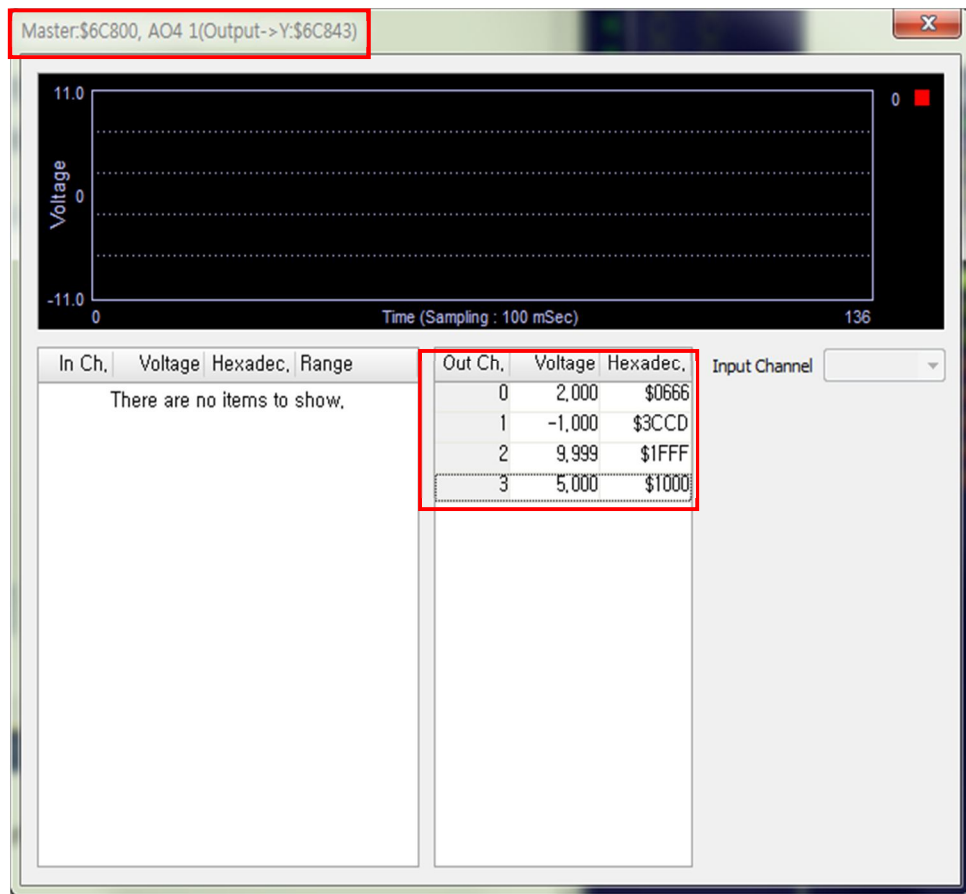 Master:$6C800, AO4 1(Output->Y:$6C843)
x
11.0
0
Voltage
0
-11.0
0
Time (Sampling : 100 mSec)
136
In Ch, Voltage Hexadec, Range
There are no items to show,
Out Ch, Voltage Hexadec,
0 2,000 $0666
1 -1,000 $3CCD
2 9,999 $1FFF
3 5,000 $1000
Input Channel